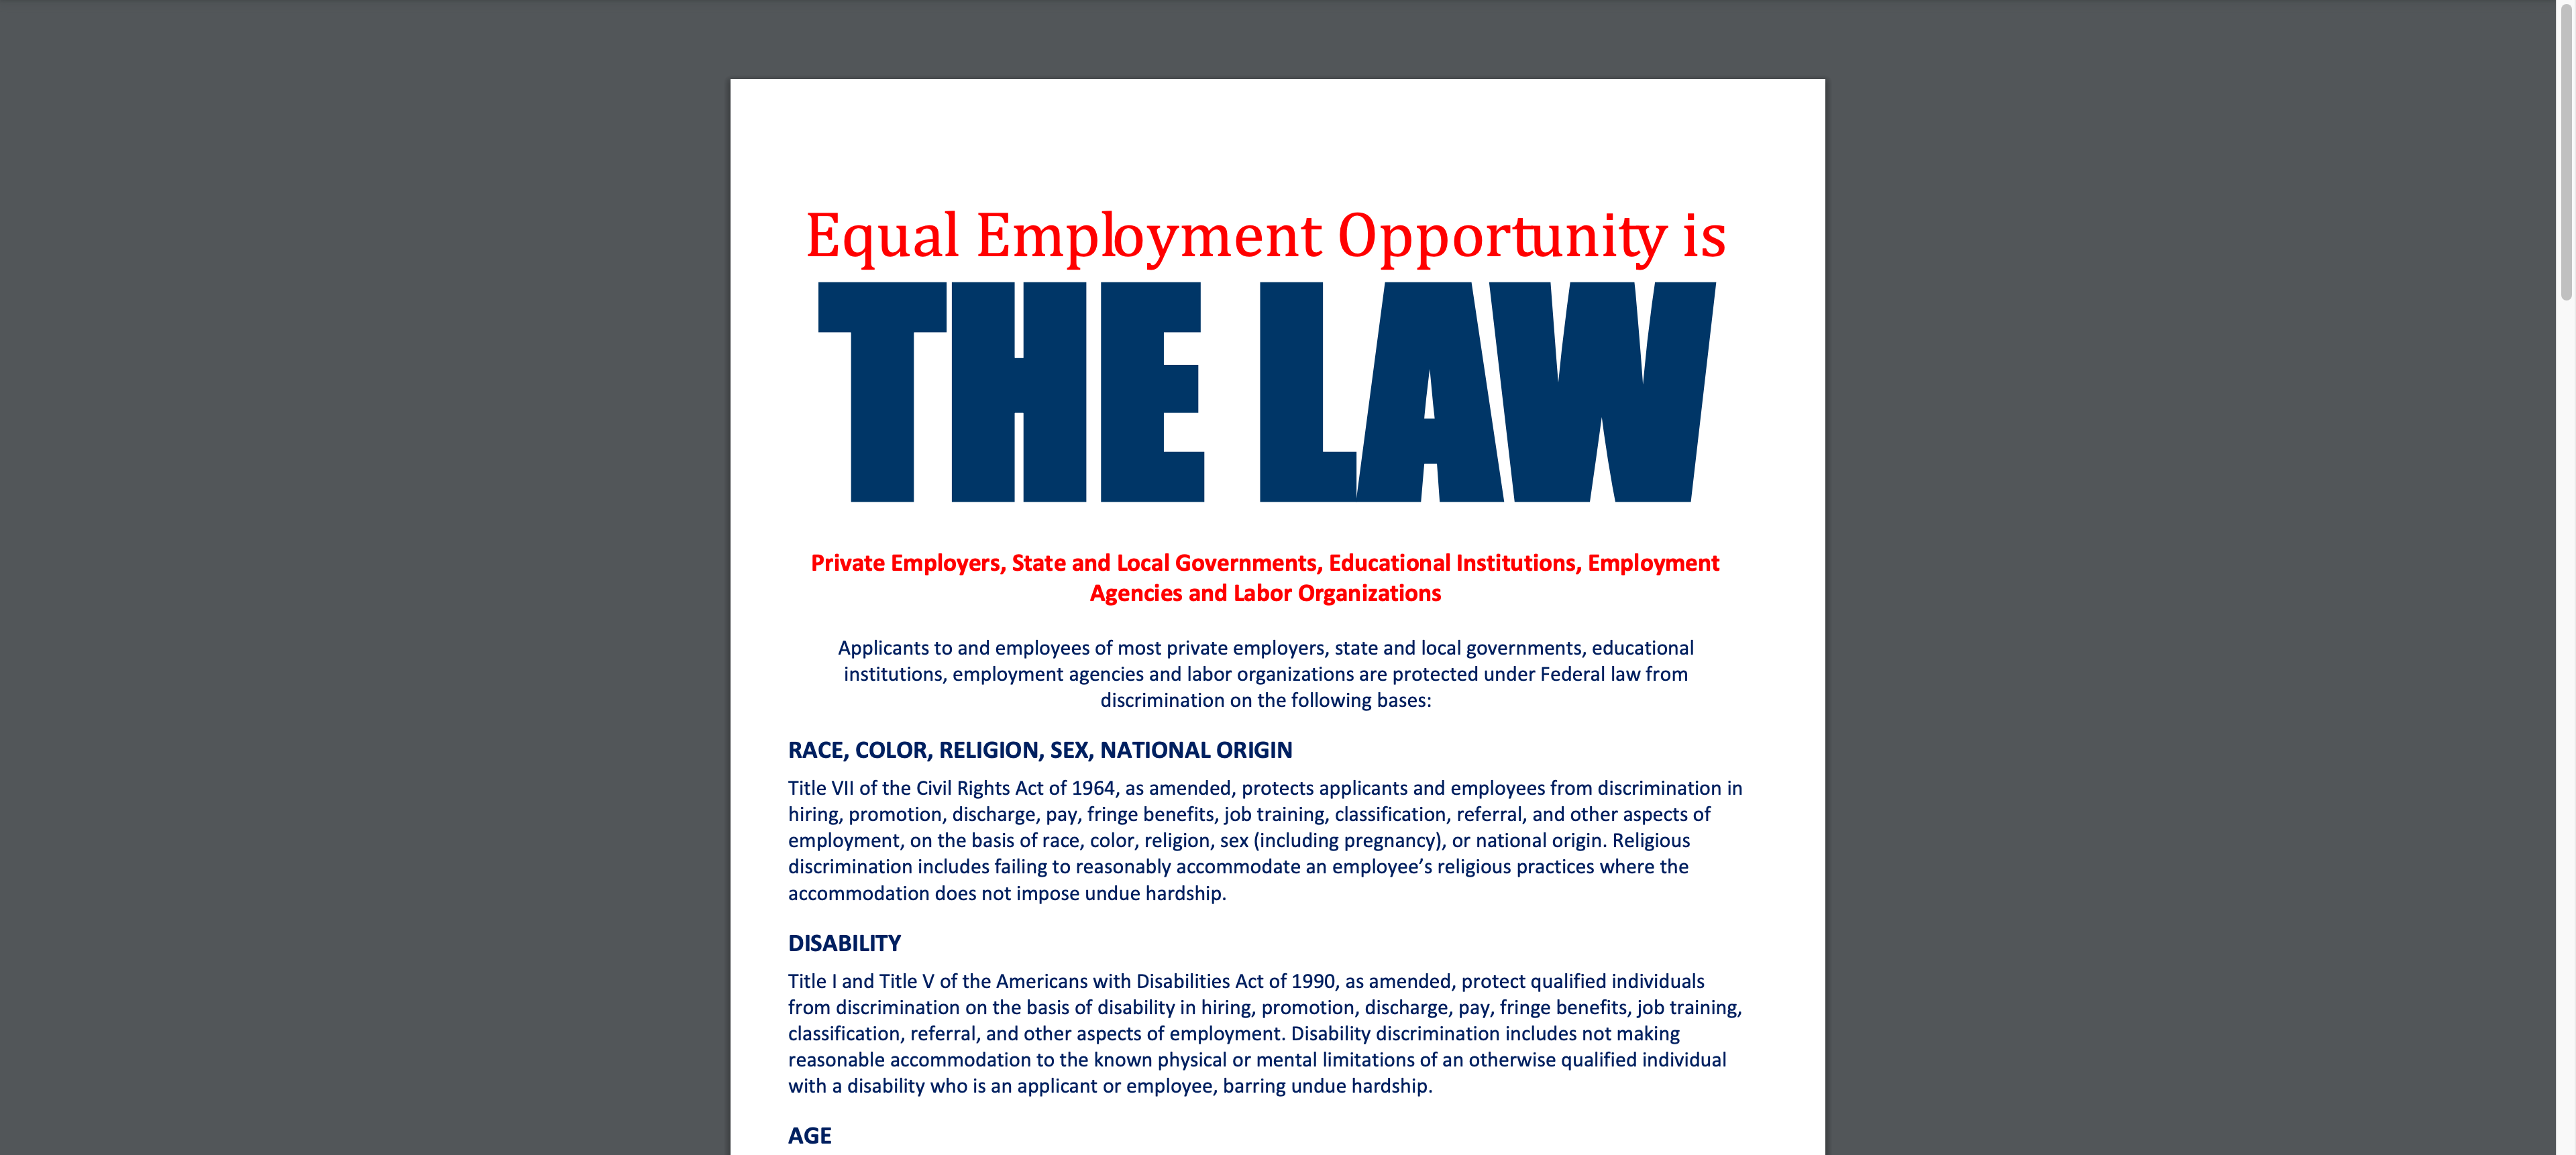 Equal Employment Opportunity is
THE LAW
Private Employers, State and Local Governments, Educational Institutions, Employment
Agencies and Labor Organizations
Applicants to and employees of most private employers, state and local governments, educational
institutions, employment agencies and labor organizations are protected under Federal law from
discrimination on the following bases:
RACE, COLOR, RELIGION, SEX, NATIONAL ORIGIN
Title VII of the Civil Rights Act of 1964, as amended, protects applicants and employees from discrimination in
hiring, promotion, discharge, pay, fringe benefits, job training, classification, referral, and other aspects of
employment, on the basis of race, color, religion, sex (including pregnancy), or national origin. Religious
discrimination includes failing to reasonably accommodate an employee’s religious practices where the
accommodation does not impose undue hardship.
DISABILITY
Title I and Title V of the Americans with Disabilities Act of 1990, as amended, protect qualified individuals
from discrimination on the basis of disability in hiring, promotion, discharge, pay, fringe benefits, job training,
classification, referral, and other aspects of employment. Disability discrimination includes not making
reasonable accommodation to the known physical or mental limitations of an otherwise qualified individual
with a disability who is an applicant or employee, barring undue hardship.
AGE